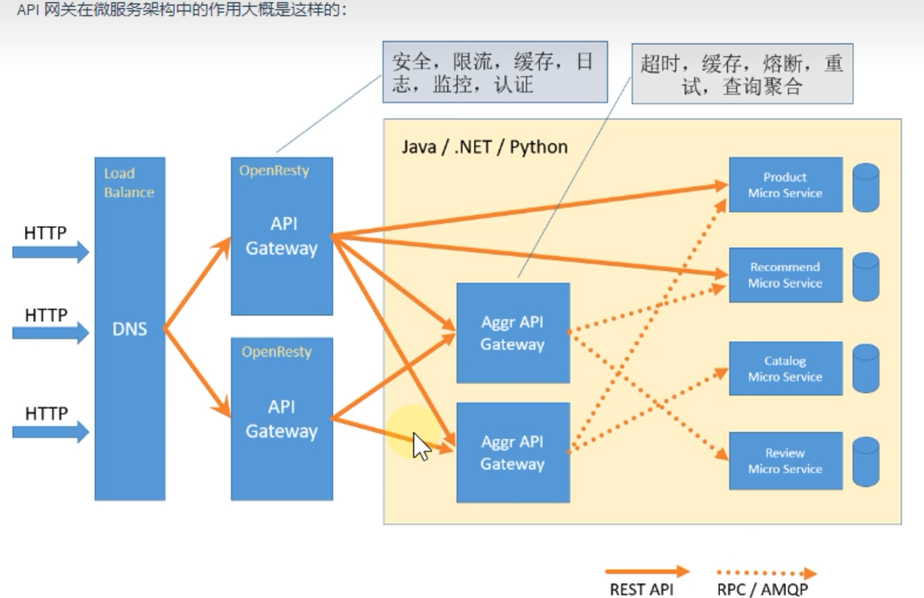 API 网关在微服务架构中的作用大概是这样的：
安全，限流，缓存，日
志，监控，认证
超时，缓存，熔断，重
试，查询聚合
Java / .NET / Python
Load
Balance
DNS
HTTP
HTTP
HTTP
OpenResty
API
Gateway
OpenResty
API
Gateway
Aggr API
Gateway
Aggr API
Gateway
Product
Micro Service
Recommend
Micro Service
Catalog
Micro Service
Review
Micro Service
REST API
RPC / AMQP